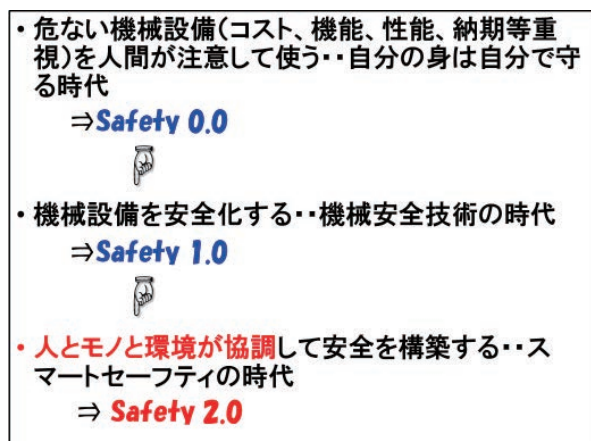 ・危ない機械設備(コスト、機能、性能、納期等重
視)を人間が注意して使う・・自分の身は自分で守
る時代
⇒Safety 0.0
・機械設備を安全化する・・機械安全技術の時代
⇒Safety 1.0
・人とモノと環境が協調して安全を構築する・・ス
マートセーフティの時代
⇒ Safety 2.0